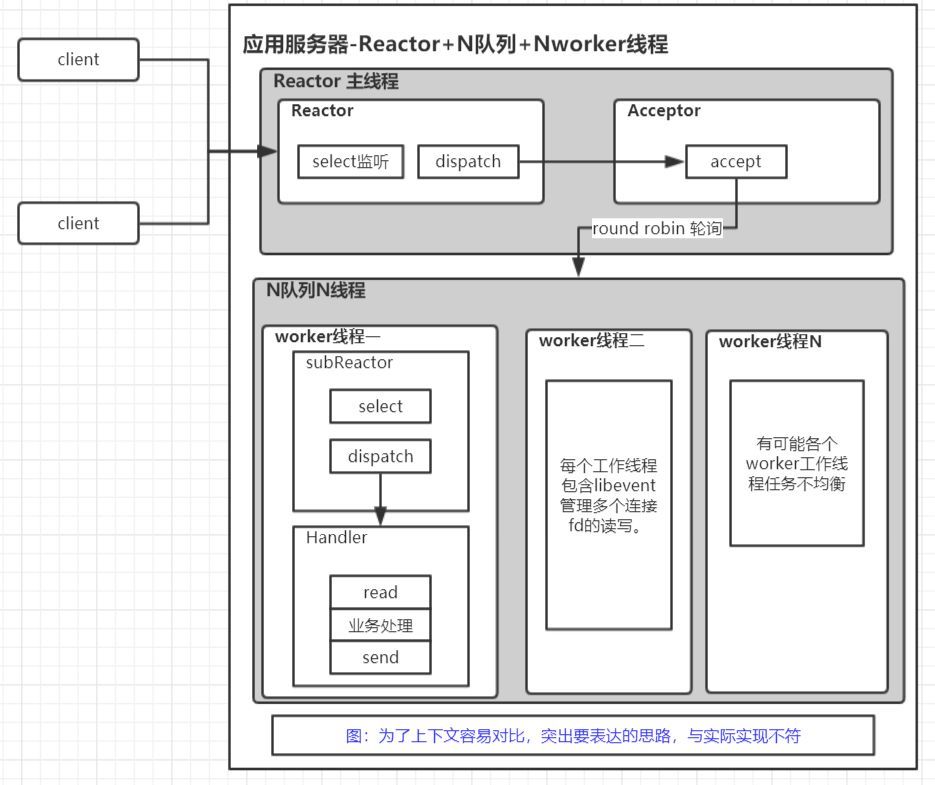 应用服务器-Reactor+N队列+Nworker线程
client
client
Reactor 主线程
Reactor
select监听
dispatch
Acceptor
accept
round robin 轮询
N队列N线程
worker线程一
subReactor
select
dispatch
Handler
read
业务处理
send
worker线程二
每个工作线程
包含libevent
管理多个连接
fd的读写。
worker线程N
有可能各个
worker工作线
程任务不均衡
图：为了上下文容易对比，突出要表达的思路，与实际实现不符